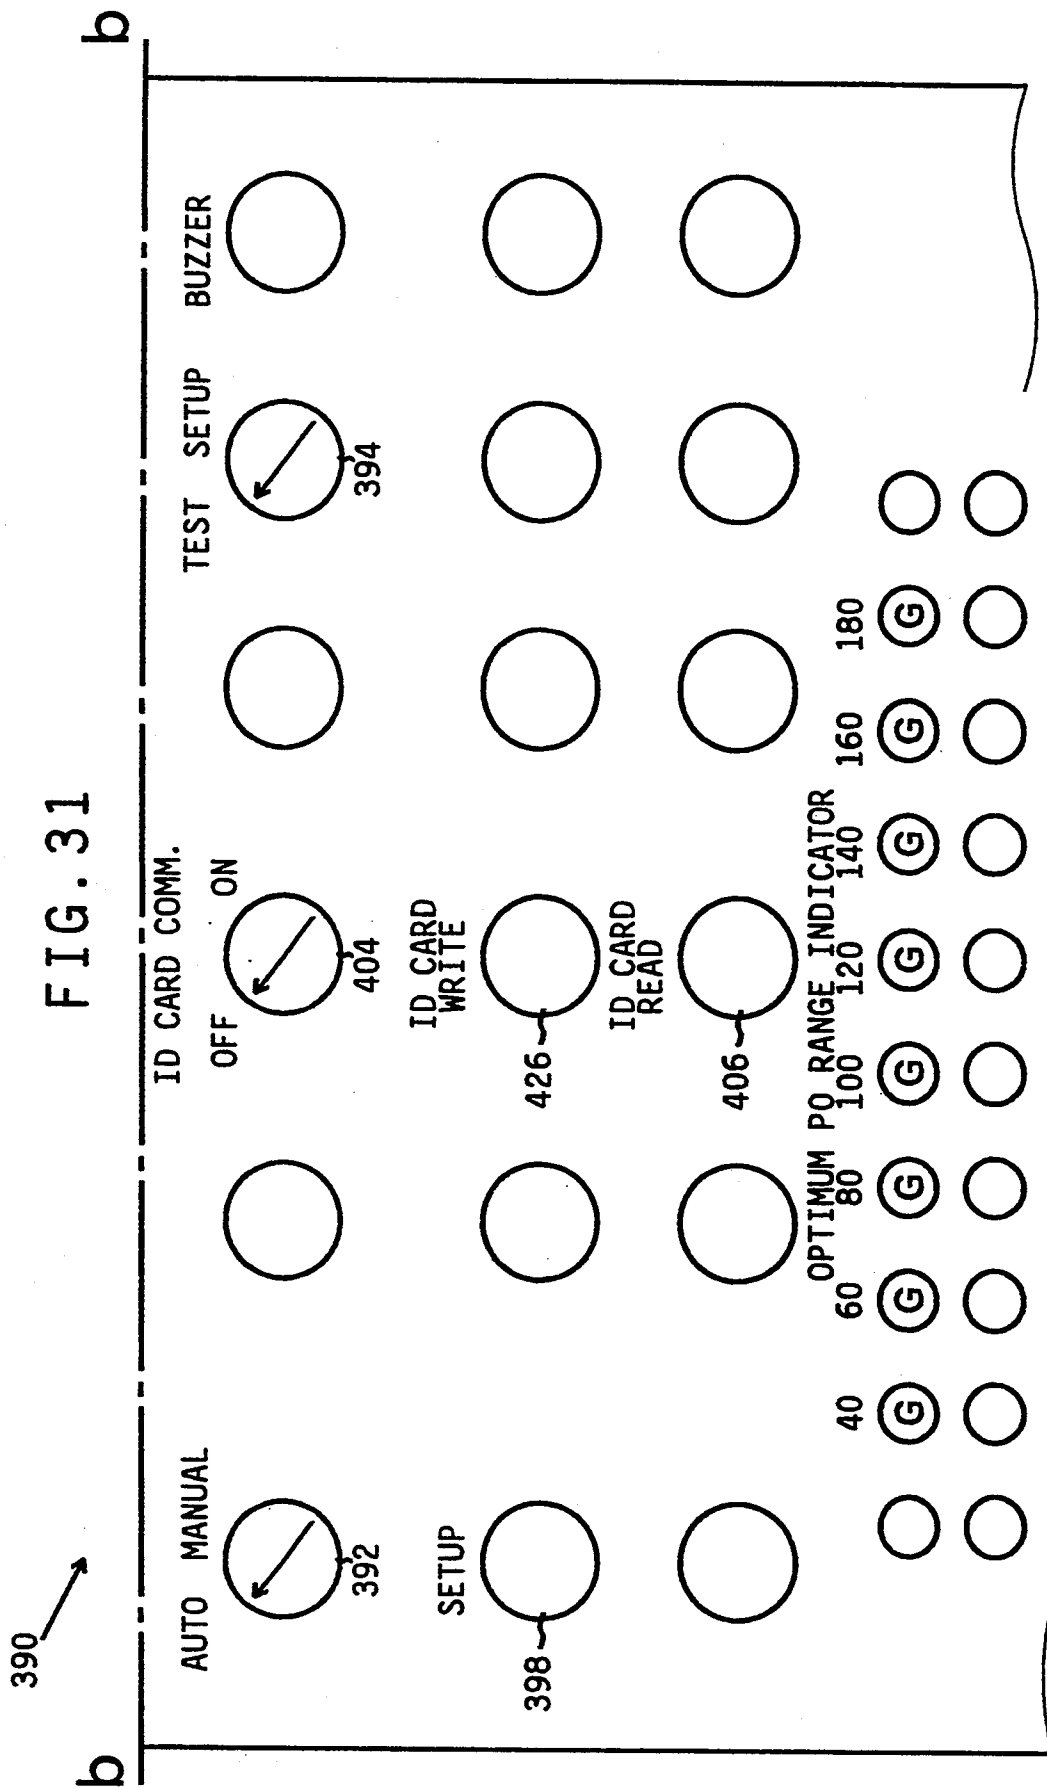 FIG.31
390
b b
ID CARD COMM.
AUTO MANUAL OFF ON TEST SETUP BUZZER
392 404 394
SETUP
ID CARD
WRITE
398 426
ID CARD
READ
406
OPTIMUM PO RANGE INDICATOR
40 60 80 100 120 140 160 180
G G G G G G G G